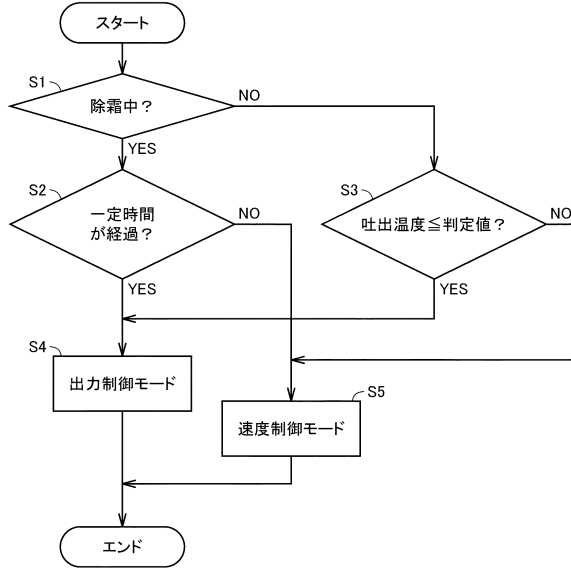 スタート
S1
除霜中？
NO
YES
S2
一定時間
が経過？
NO
YES
S3
吐出温度≦判定値？
NO
YES
S4
出力制御モード
S5
速度制御モード
エンド